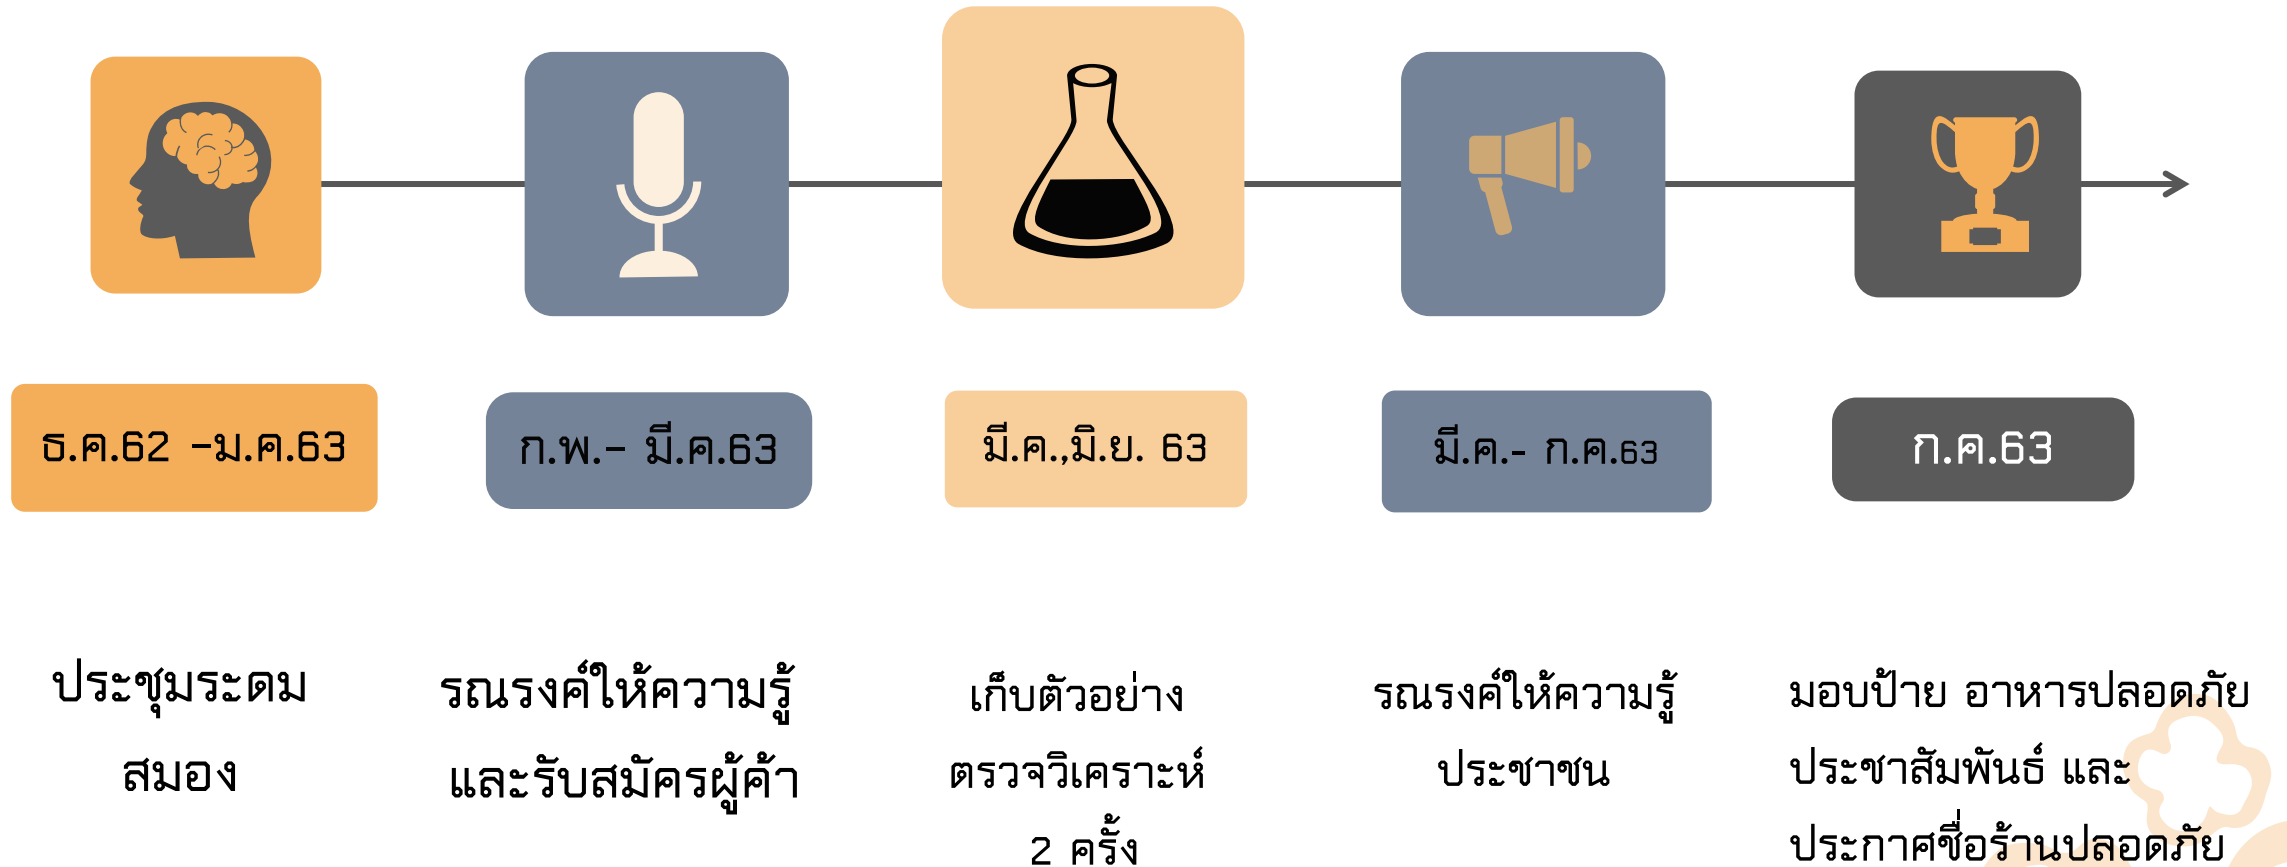 ธ.ค.62 -ม.ค.63
ก.พ.- มี.ค.63
มี.ค.,มิ.ย. 63
มี.ค.- ก.ค.63
ก.ค.63
ประชุมระดม
สมอง
รณรงค์ให้ความรู้
และรับสมัครผู้ค้า
เก็บตัวอย่าง
ตรวจวิเคราะห์
2 ครั้ง
รณรงค์ให้ความรู้
ประชาชน
มอบป้าย อาหารปลอดภัย
ประชาสัมพันธ์ และ
ประกาศชื่อร้านปลอดภัย